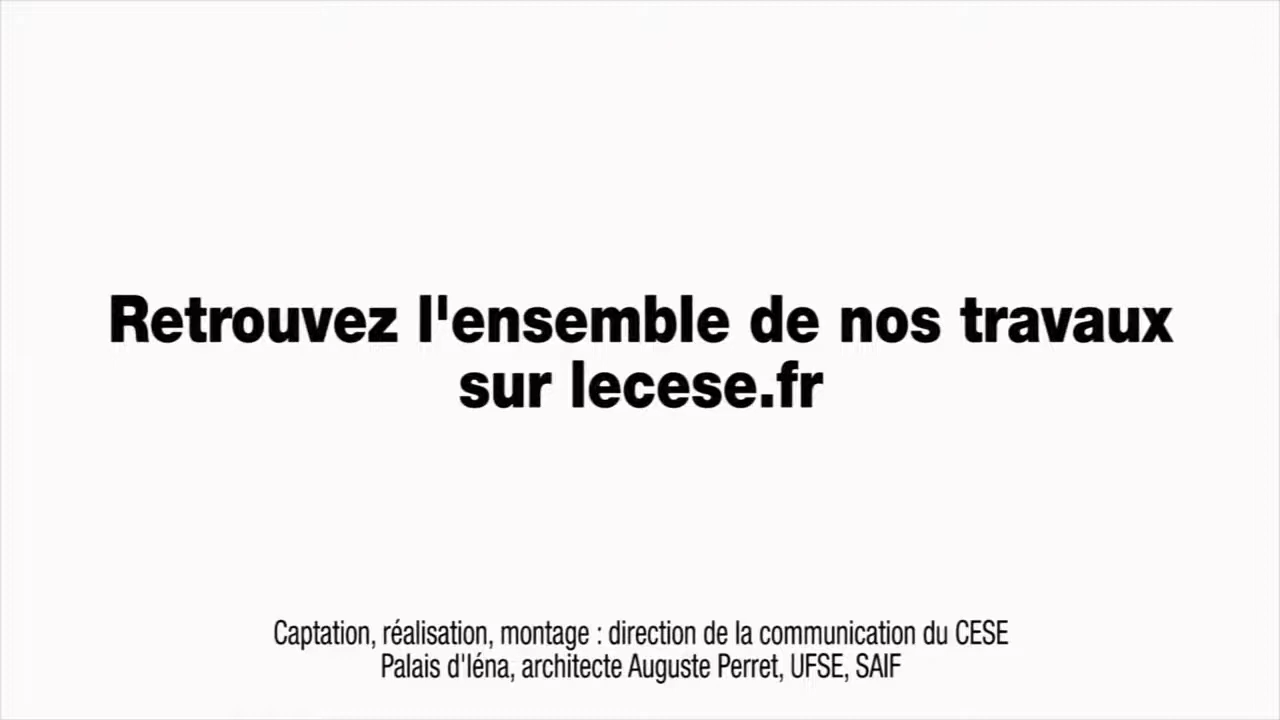 Retrouvez l'ensemble de nos travaux
sur lecese.fr
Captation, réalisation, montage : direction de la communication du CESE
Palais d'Iéna, architecte Auguste Perret, UFSE, SAIF